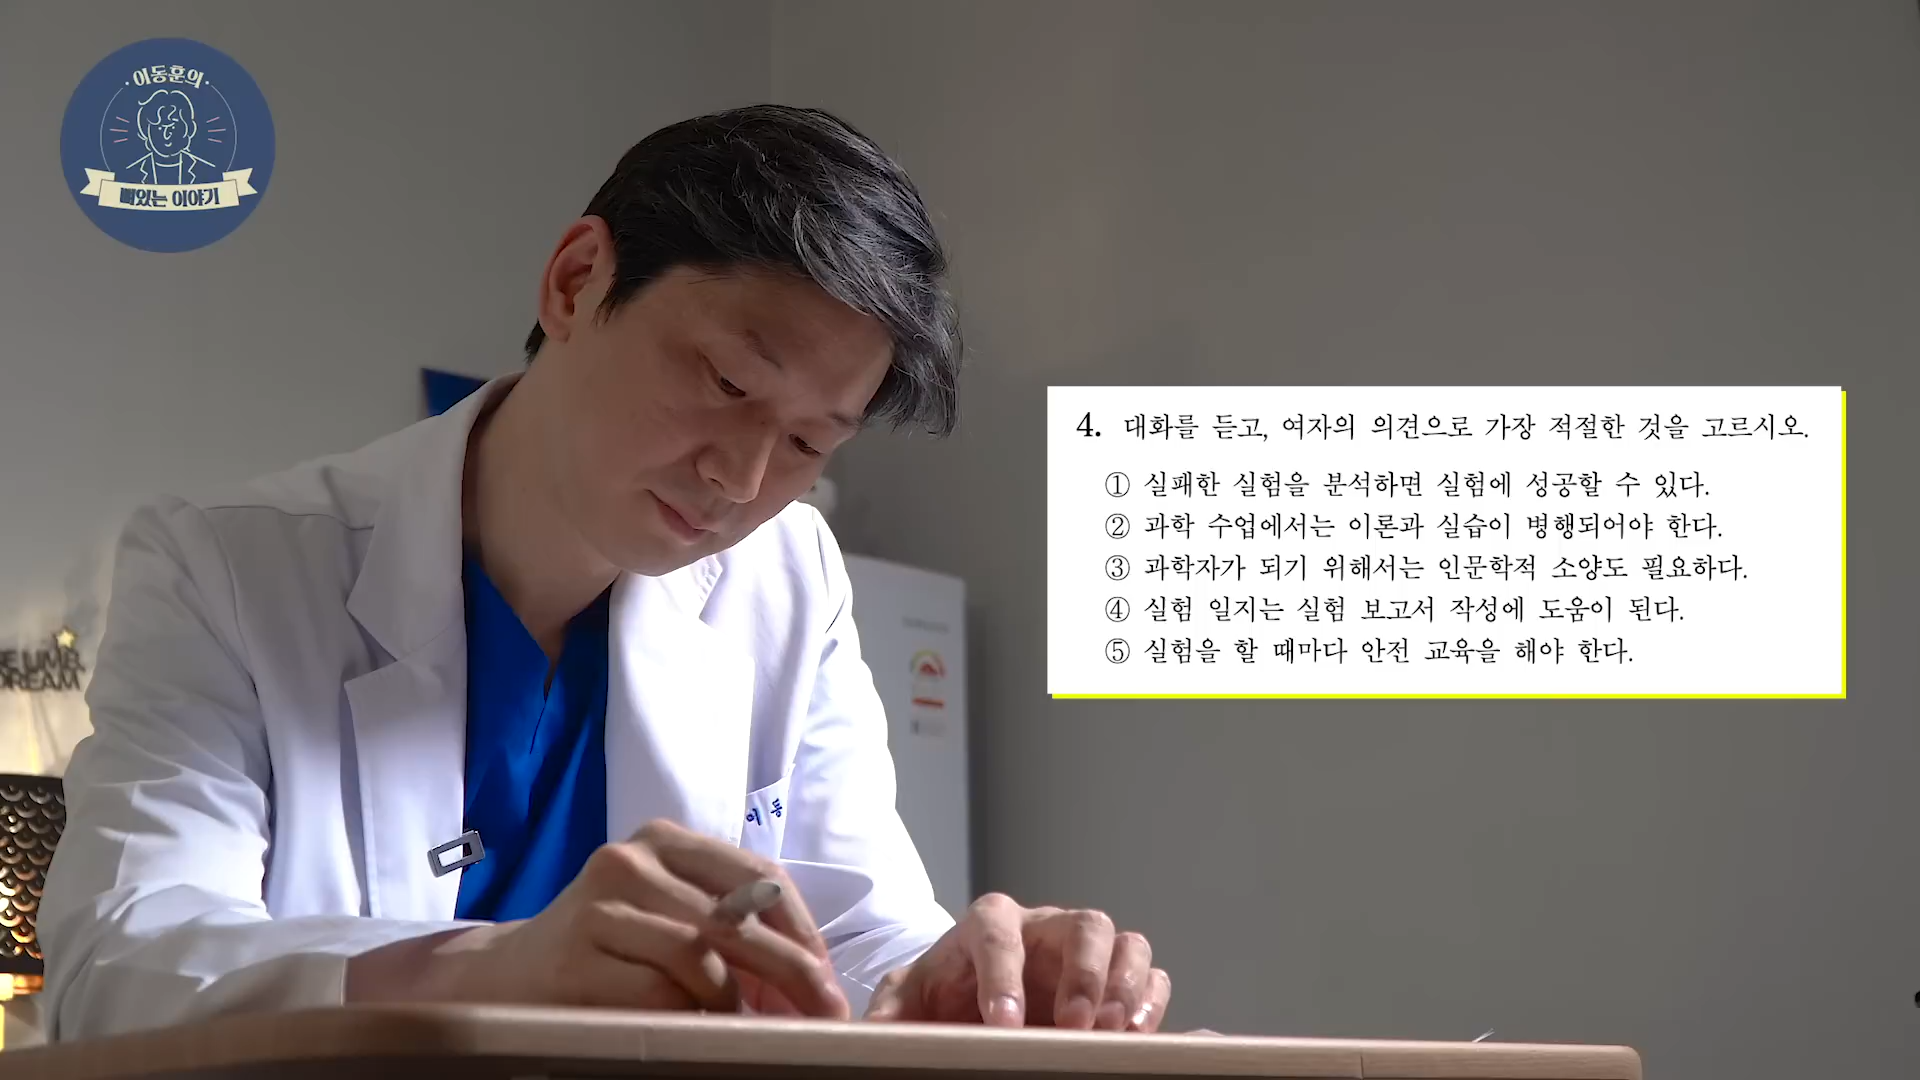 ·이동훈의·
뼈있는 이야기
4. 대화를 듣고, 여자의 의견으로 가장 적절한 것을 고르시오.
① 실패한 실험을 분석하면 실험에 성공할 수 있다.
② 과학 수업에서는 이론과 실습이 병행되어야 한다.
③ 과학자가 되기 위해서는 인문학적 소양도 필요하다.
④ 실험 일지는 실험 보고서 작성에 도움이 된다.
⑤ 실험을 할 때마다 안전 교육을 해야 한다.
이동
DREAM